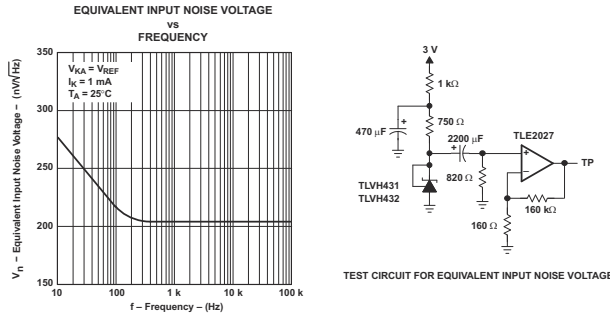 EQUIVALENT INPUT NOISE VOLTAGE
vs
FREQUENCY
350
300
250
200
150
10
100
1 k
10 k
100 k
V_KA = V_REF
I_K = 1 mA
T_A = 25°C
V_n – Equivalent Input Noise Voltage – (nV/√Hz)
f – Frequency – (Hz)
3 V
1 kΩ
750 Ω
470 µF
+
2200 µF
+
TLE2027
+
−
TP
TLVH431
TLVH432
820 Ω
160 kΩ
160 Ω
TEST CIRCUIT FOR EQUIVALENT INPUT NOISE VOLTAGE